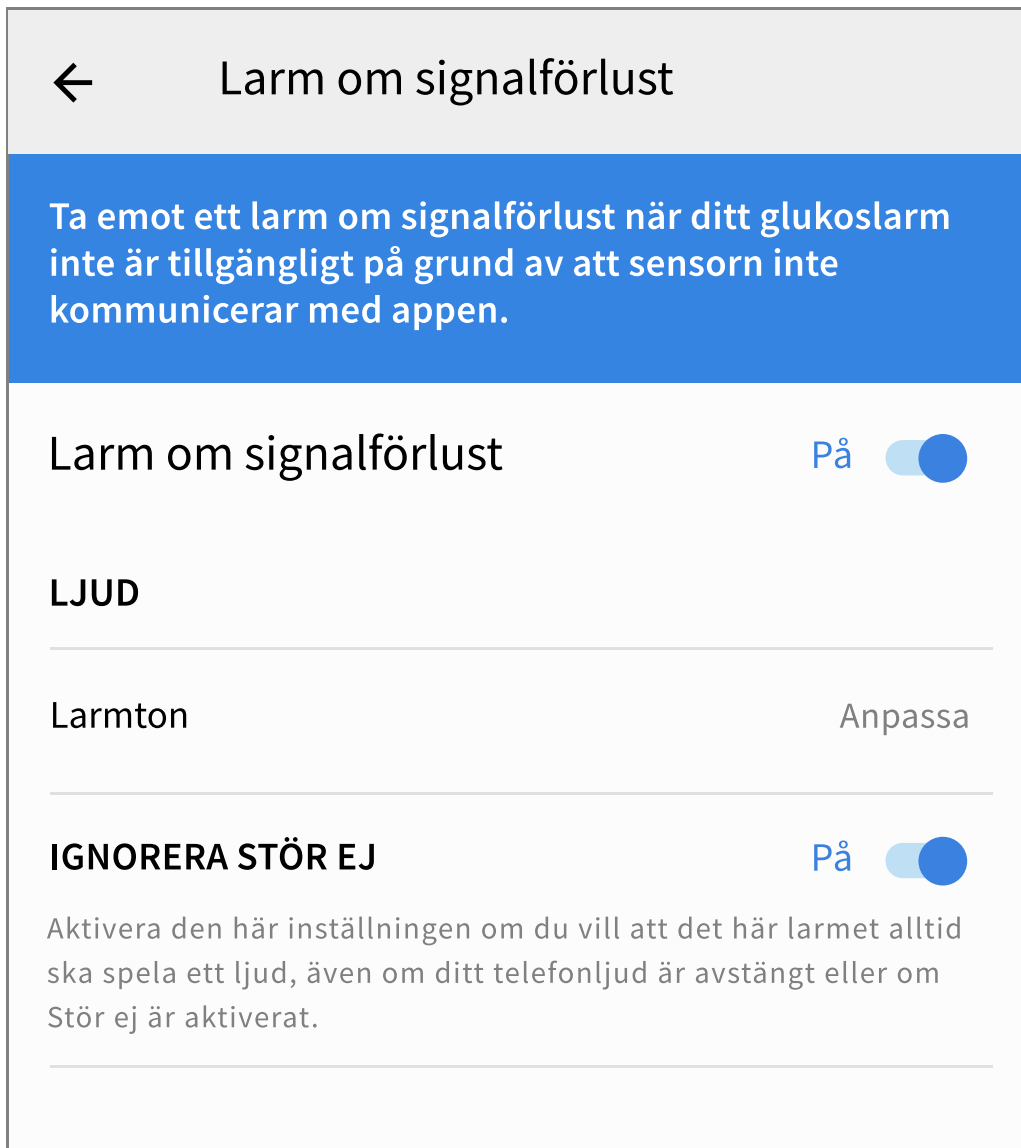 Larm om signalförlust
Ta emot ett larm om signalförlust när ditt glukoslarm
inte är tillgängligt på grund av att sensorn inte
kommunicerar med appen.
Larm om signalförlust På
LJUD
Larmton Anpassa
IGNORERA STÖR EJ På
Aktivera den här inställningen om du vill att det här larmet alltid
ska spela ett ljud, även om ditt telefonljud är avstängt eller om
Stör ej är aktiverat.